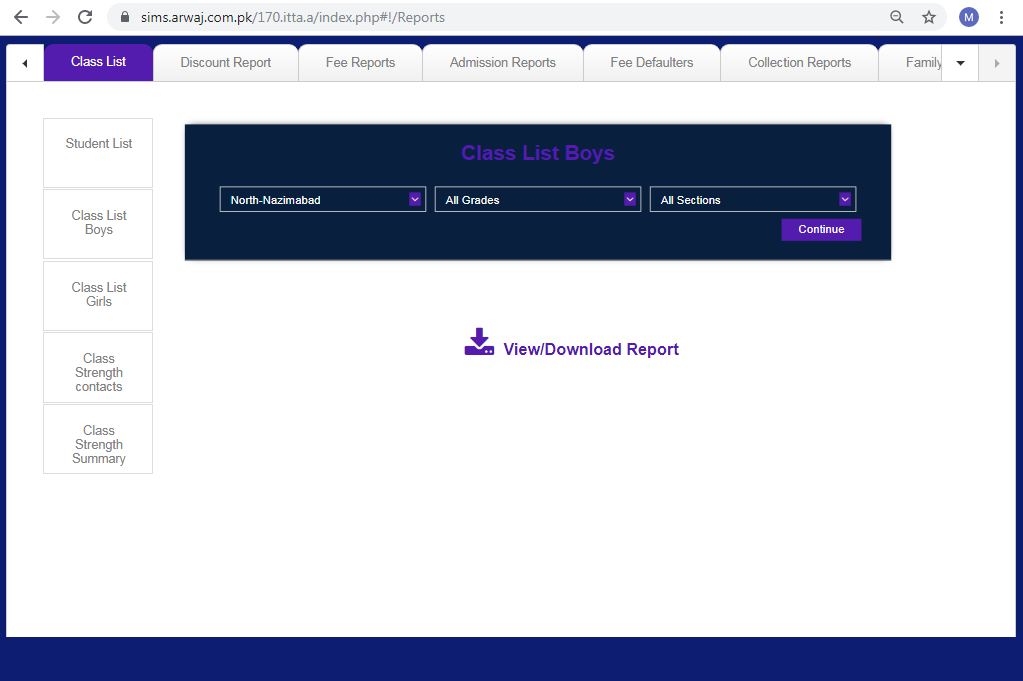 sims.arwaj.com.pk/170.itta.a/index.php#!/Reports
M
Class List
Discount Report
Fee Reports
Admission Reports
Fee Defaulters
Collection Reports
Family
Student List
Class List
Boys
Class List
Girls
Class
Strength
contacts
Class
Strength
Summary
Class List Boys
North-Nazimabad
All Grades
All Sections
Continue
View/Download Report